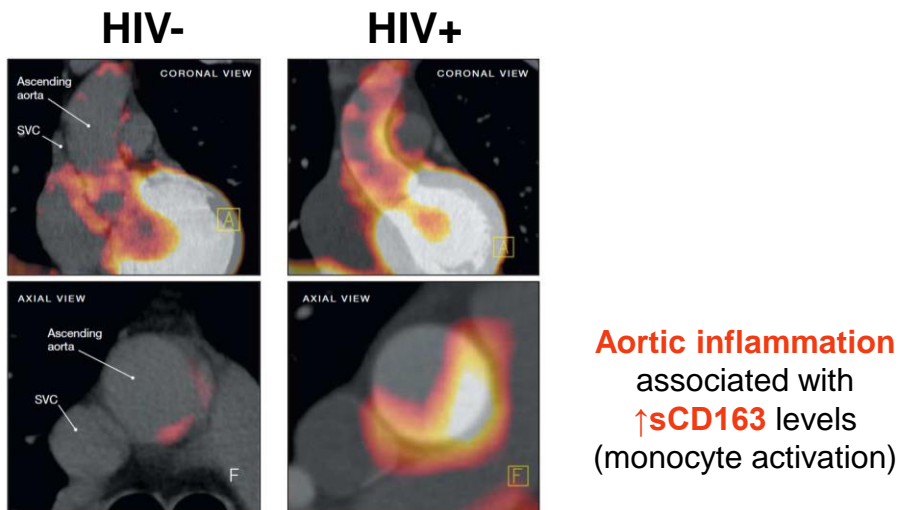 HIV-
HIV+
CORONAL VIEW
Ascending
aorta
SVC
A
CORONAL VIEW
A
AXIAL VIEW
Ascending
aorta
SVC
F
AXIAL VIEW
F
Aortic inflammation
associated with
↑sCD163 levels
(monocyte activation)